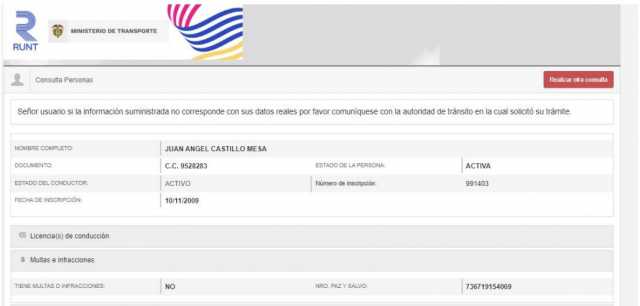 RUNT
MINISTERIO DE TRANSPORTE
Consulta Personas
Realizar otra consulta
Señor usuario si la información suministrada no corresponde con sus datos reales por favor comuníquese con la autoridad de tránsito en la cual solicitó su trámite.
NOMBRE COMPLETO: JUAN ANGEL CASTILLO MESA
DOCUMENTO: C.C. 9528283 ESTADO DE LA PERSONA: ACTIVA
ESTADO DEL CONDUCTOR: ACTIVO Número de inscripción: 991403
FECHA DE INSCRIPCIÓN: 10/11/2009
Licencia(s) de conducción
Multas e infracciones
TIENE MULTAS O INFRACCIONES: NO NRO. PAZ Y SALVO: 736719154069